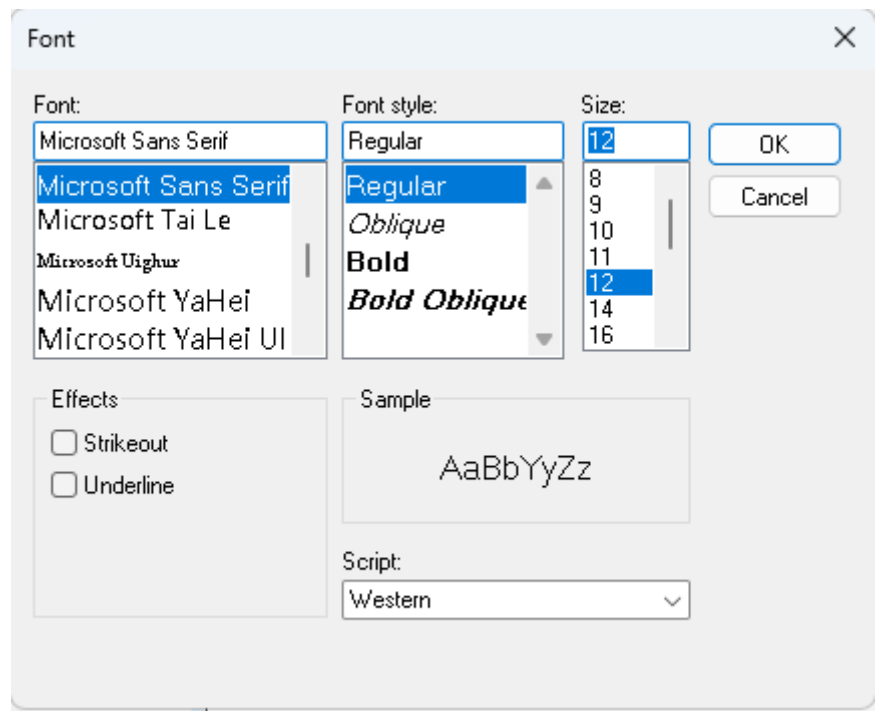 Font
Font:
Font style:
Size:
Microsoft Sans Serif
Regular
12
OK
Cancel
Microsoft Sans Serif
Microsoft Tai Le
Microsoft Uighur
Microsoft YaHei
Microsoft YaHei UI
Regular
Oblique
Bold
Bold Oblique
8
9
10
11
12
14
16
Effects
Strikeout
Underline
Sample
AaBbYyZz
Script:
Western